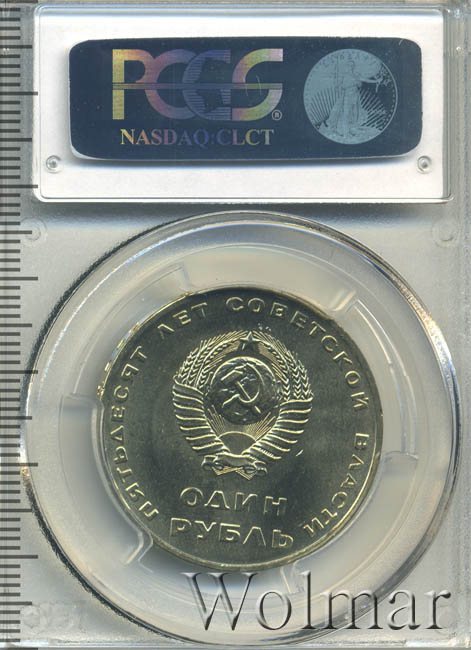 PCGS
®
NASDAQ:CLCT
ПЯТЬДЕСЯТ ЛЕТ СОВЕТСКОЙ ВЛАСТИ
ОДИН
РУБЛЬ
Wolmar